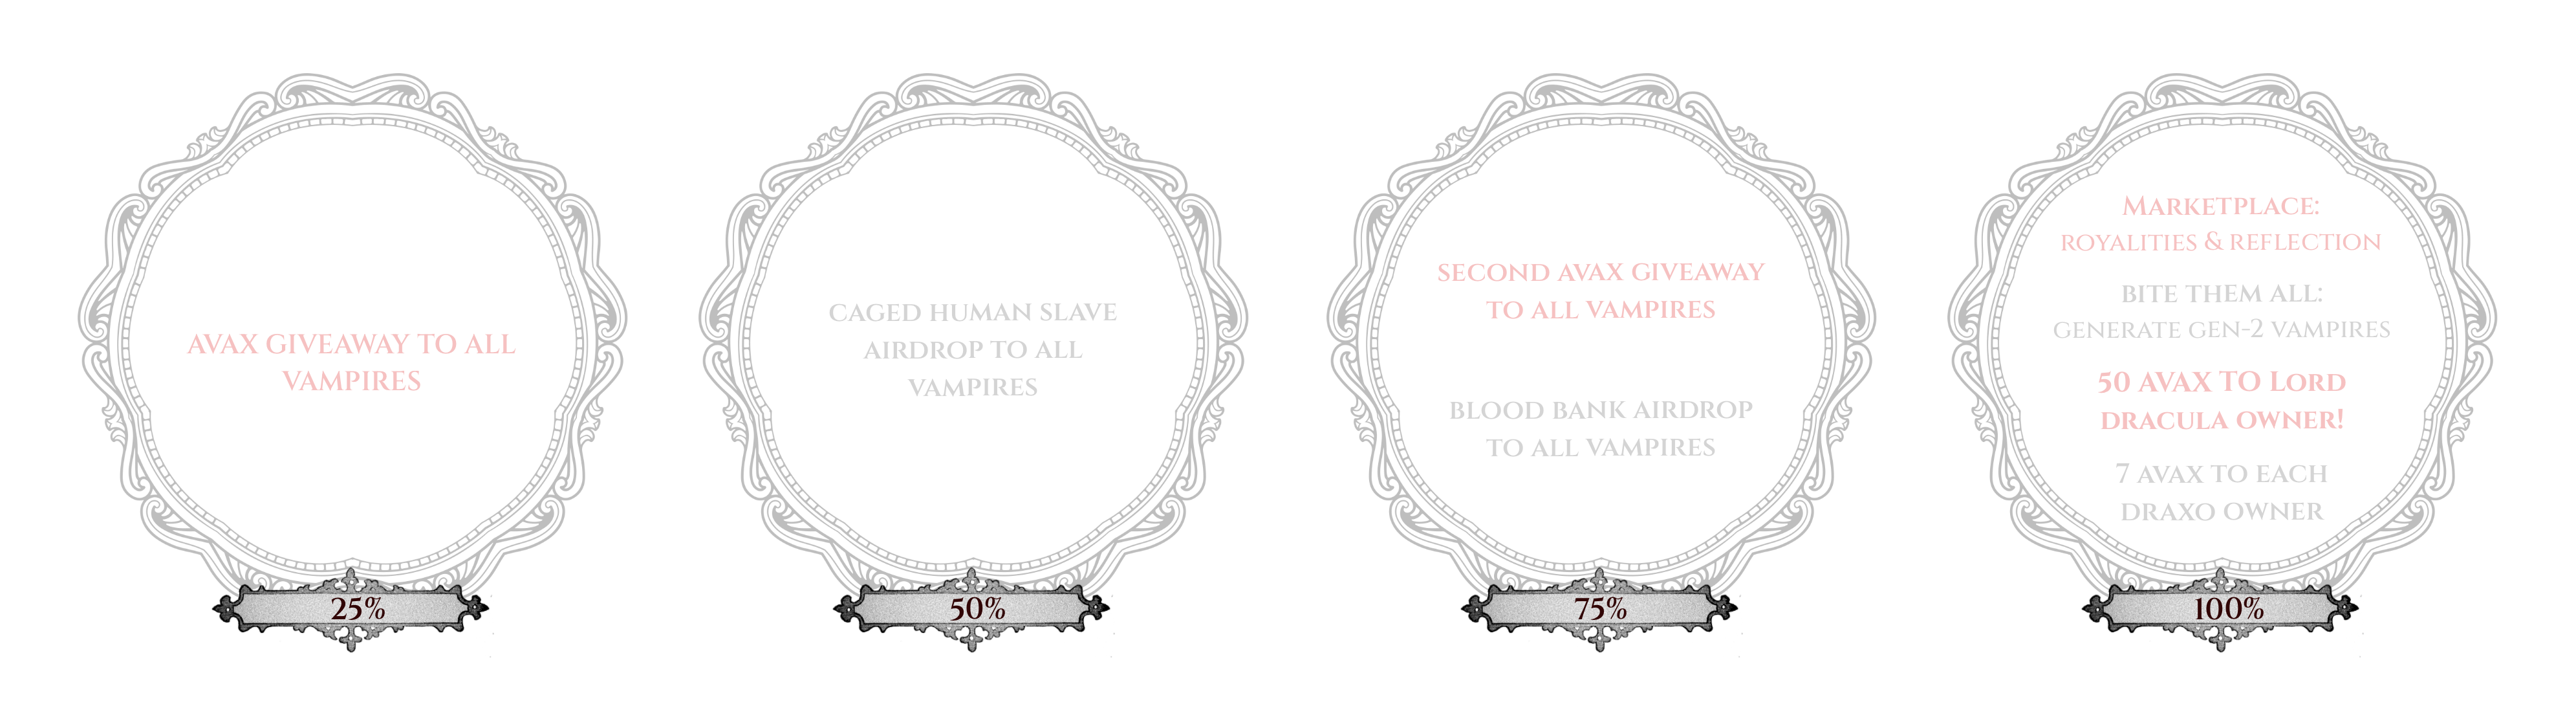 AVAX GIVEAWAY TO ALL
VAMPIRES
25%
CAGED HUMAN SLAVE
AIRDROP TO ALL
VAMPIRES
50%
SECOND AVAX GIVEAWAY
TO ALL VAMPIRES
BLOOD BANK AIRDROP
TO ALL VAMPIRES
75%
MARKETPLACE:
ROYALITIES & REFLECTION
BITE THEM ALL:
GENERATE GEN-2 VAMPIRES
50 AVAX TO LORD
DRACULA OWNER!
7 AVAX TO EACH
DRAXO OWNER
100%